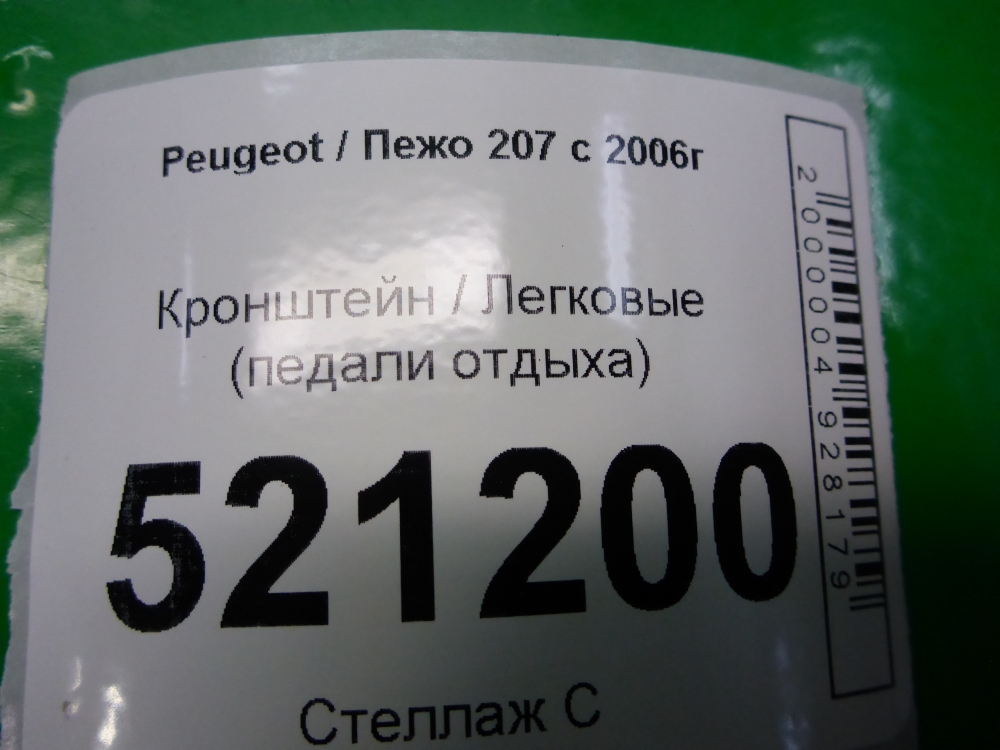 Peugeot / Пежо 207 с 2006г
Кронштейн / Легковые
(педали отдыха)
521200
Стеллаж С
2000004928179